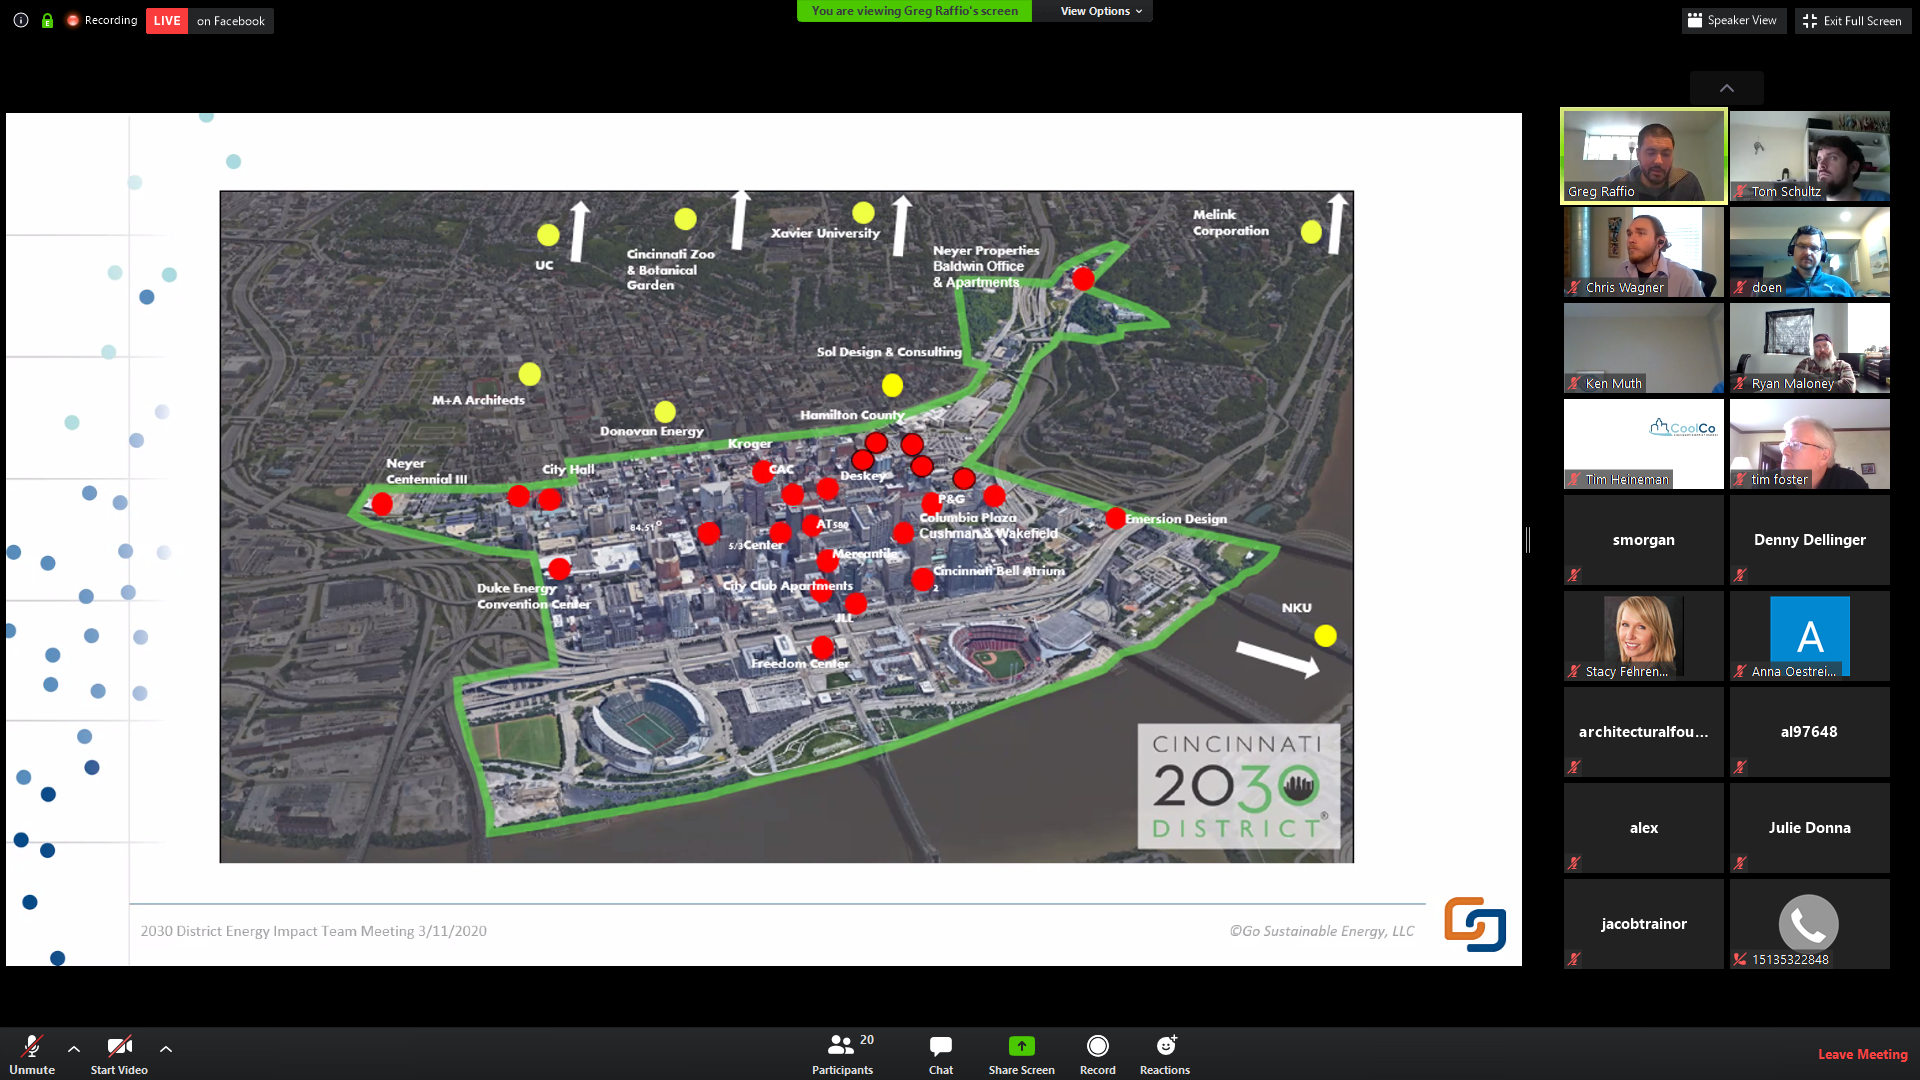 Recording
LIVE on Facebook
You are viewing Greg Raffio's screen
View Options
Speaker View
Exit Full Screen
UC
Cincinnati Zoo
& Botanical
Garden
Xavier University
Neyer Properties
Baldwin Office
& Apartments
Melink
Corporation
Sol Design & Consulting
M+A Architects
Donovan Energy
Hamilton County
Kroger
Neyer
Centennial III
City Hall
CAC
Deskey
P&G
84.51°
AT580
Columbia Plaza
Cushman & Wakefield
Emersion Design
5/3Center
Mercantile
Duke Energy
Convention Center
City Club Apartments
Cincinnati Bell Atrium
2
JLL
Freedom Center
NKU
CINCINNATI
2030
DISTRICT®
2030 District Energy Impact Team Meeting 3/11/2020
©Go Sustainable Energy, LLC
Greg Raffio
Tom Schultz
Chris Wagner
doen
Ken Muth
Ryan Maloney
CoolCo
Tim Heineman
tim foster
smorgan
Denny Dellinger
Stacy Fehren...
A
Anna Oestrei...
architecturalfou...
al97648
alex
Julie Donna
jacobtrainor
15135322848
Unmute
Start Video
Participants
20
Chat
Share Screen
Record
Reactions
Leave Meeting